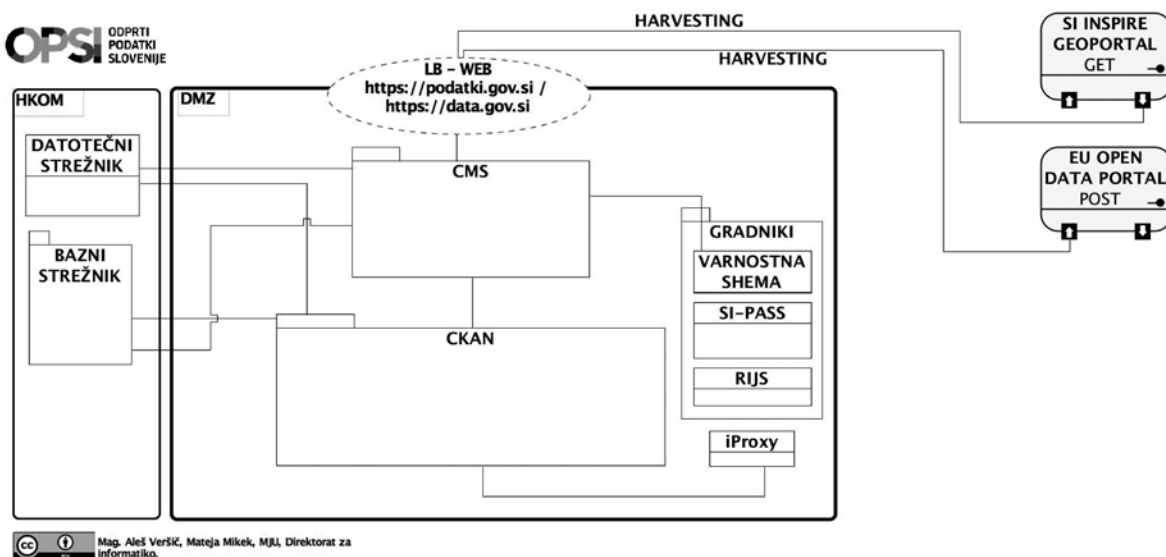 OPSI
ODPRTI
PODATKI
SLOVENIJE
HARVESTING
HARVESTING
SI INSPIRE
GEOPORTAL
GET
LB – WEB
https://podatki.gov.si /
https://data.gov.si
HKOM
DMZ
DATOTEČNI
STREŽNIK
CMS
EU OPEN
DATA PORTAL
POST
GRADNIKI
BAZNI
STREŽNIK
VARNOSTNA
SHEMA
SI-PASS
CKAN
RIJS
iProxy
cc
BY
Mag. Aleš Veršič, Mateja Mikek, MJU, Direktorat za
informatiko.